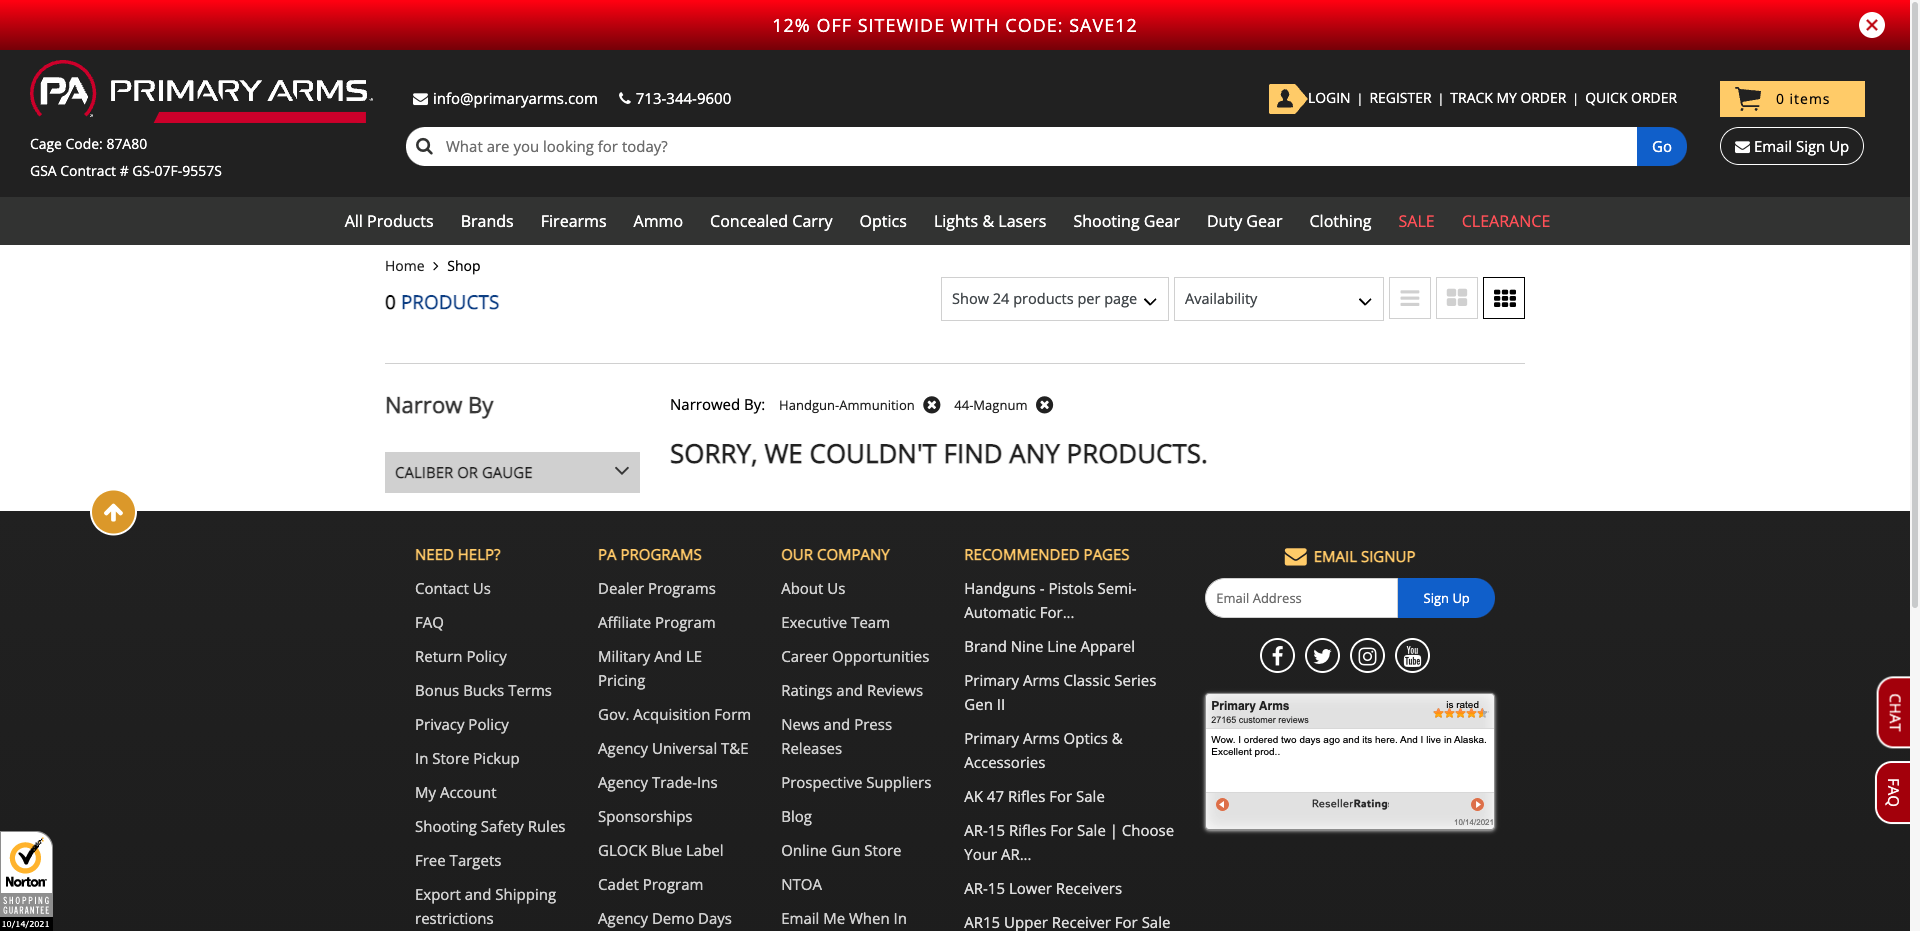 12% OFF SITEWIDE WITH CODE: SAVE12
PA PRIMARY ARMS
Cage Code: 87A80
GSA Contract # GS-07F-9557S
info@primaryarms.com 713-344-9600
LOGIN | REGISTER | TRACK MY ORDER | QUICK ORDER
0 items
What are you looking for today?
Go
Email Sign Up
All Products Brands Firearms Ammo Concealed Carry Optics Lights & Lasers Shooting Gear Duty Gear Clothing SALE CLEARANCE
Home > Shop
0 PRODUCTS
Show 24 products per page
Availability
Narrow By
CALIBER OR GAUGE
Narrowed By: Handgun-Ammunition 44-Magnum
SORRY, WE COULDN'T FIND ANY PRODUCTS.
NEED HELP?
Contact Us
FAQ
Return Policy
Bonus Bucks Terms
Privacy Policy
In Store Pickup
My Account
Shooting Safety Rules
Free Targets
Export and Shipping
restrictions
PA PROGRAMS
Dealer Programs
Affiliate Program
Military And LE
Pricing
Gov. Acquisition Form
Agency Universal T&E
Agency Trade-Ins
Sponsorships
GLOCK Blue Label
Cadet Program
Agency Demo Days
OUR COMPANY
About Us
Executive Team
Career Opportunities
Ratings and Reviews
News and Press
Releases
Prospective Suppliers
Blog
Online Gun Store
NTOA
Email Me When In
RECOMMENDED PAGES
Handguns - Pistols Semi-
Automatic For...
Brand Nine Line Apparel
Primary Arms Classic Series
Gen II
Primary Arms Optics &
Accessories
AK 47 Rifles For Sale
AR-15 Rifles For Sale | Choose
Your AR...
AR-15 Lower Receivers
AR15 Upper Receiver For Sale
EMAIL SIGNUP
Email Address
Sign Up
You
Tube
Primary Arms
is rated
27165 customer reviews
Wow. I ordered two days ago and its here. And I live in Alaska.
Excellent prod..
ResellerRatings
10/14/2021
CHAT
FAQ
Norton
SHOPPING
GUARANTEE
10/14/2021